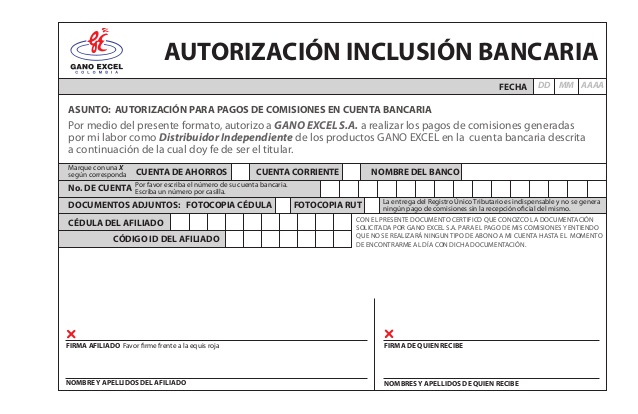 GANO EXCEL
COLOMBIA
AUTORIZACIÓN INCLUSIÓN BANCARIA
FECHA DD MM AAAA
ASUNTO: AUTORIZACIÓN PARA PAGOS DE COMISIONES EN CUENTA BANCARIA
Por medio del presente formato, autorizo a GANO EXCEL S.A. a realizar los pagos de comisiones generadas
por mi labor como Distribuidor Independiente de los productos GANO EXCEL en la cuenta bancaria descrita
a continuación de la cual doy fe de ser el titular.
Marque con una X
según corresponda
CUENTA DE AHORROS CUENTA CORRIENTE NOMBRE DEL BANCO
No. DE CUENTA
Por favor escriba el número de su cuenta bancaria.
Escriba un número por casilla.
DOCUMENTOS ADJUNTOS: FOTOCOPIA CÉDULA FOTOCOPIA RUT
La entrega del Registro Único Tributario es indispensable y no se genera
ningún pago de comisiones sin la recepción oficial del mismo.
CÉDULA DEL AFILIADO
CÓDIGO ID DEL AFILIADO
CON EL PRESENTE DOCUMENTO CERTIFICO QUE CONOZCO LA DOCUMENTACIÓN
SOLICITADA POR GANO EXCEL S.A. PARA EL PAGO DE MIS COMISIONES Y ENTIENDO
QUE NO SE REALIZARÁ NINGUN TIPO DE ABONO A MI CUENTA HASTA EL MOMENTO
DE ENCONTRARME AL DÍA CON DICHA DOCUMENTACIÓN.
FIRMA AFILIADO Favor firme frente a la equis roja
NOMBRE Y APELLIDOS DEL AFILIADO
FIRMA DE QUIEN RECIBE
NOMBRES Y APELLIDOS DE QUIEN RECIBE